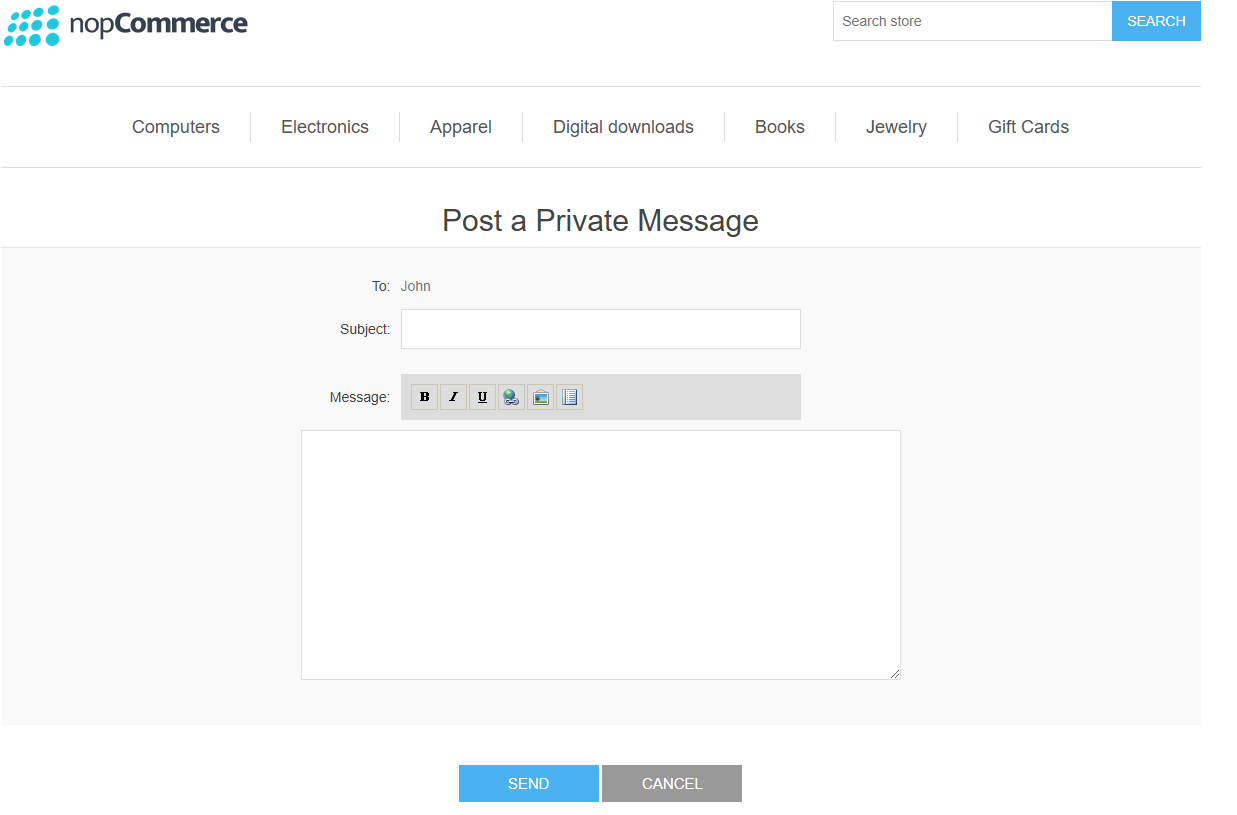 nopCommerce
Search store SEARCH
Computers Electronics Apparel Digital downloads Books Jewelry Gift Cards
Post a Private Message
To: John
Subject:
Message: B I U
SEND CANCEL